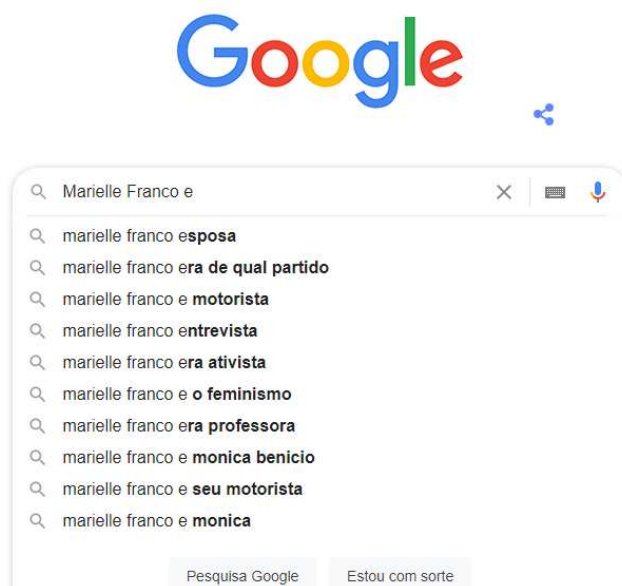 Google
Marielle Franco e
marielle franco esposa
marielle franco era de qual partido
marielle franco e motorista
marielle franco entrevista
marielle franco era ativista
marielle franco e o feminismo
marielle franco era professora
marielle franco e monica benicio
marielle franco e seu motorista
marielle franco e monica
Pesquisa Google Estou com sorte